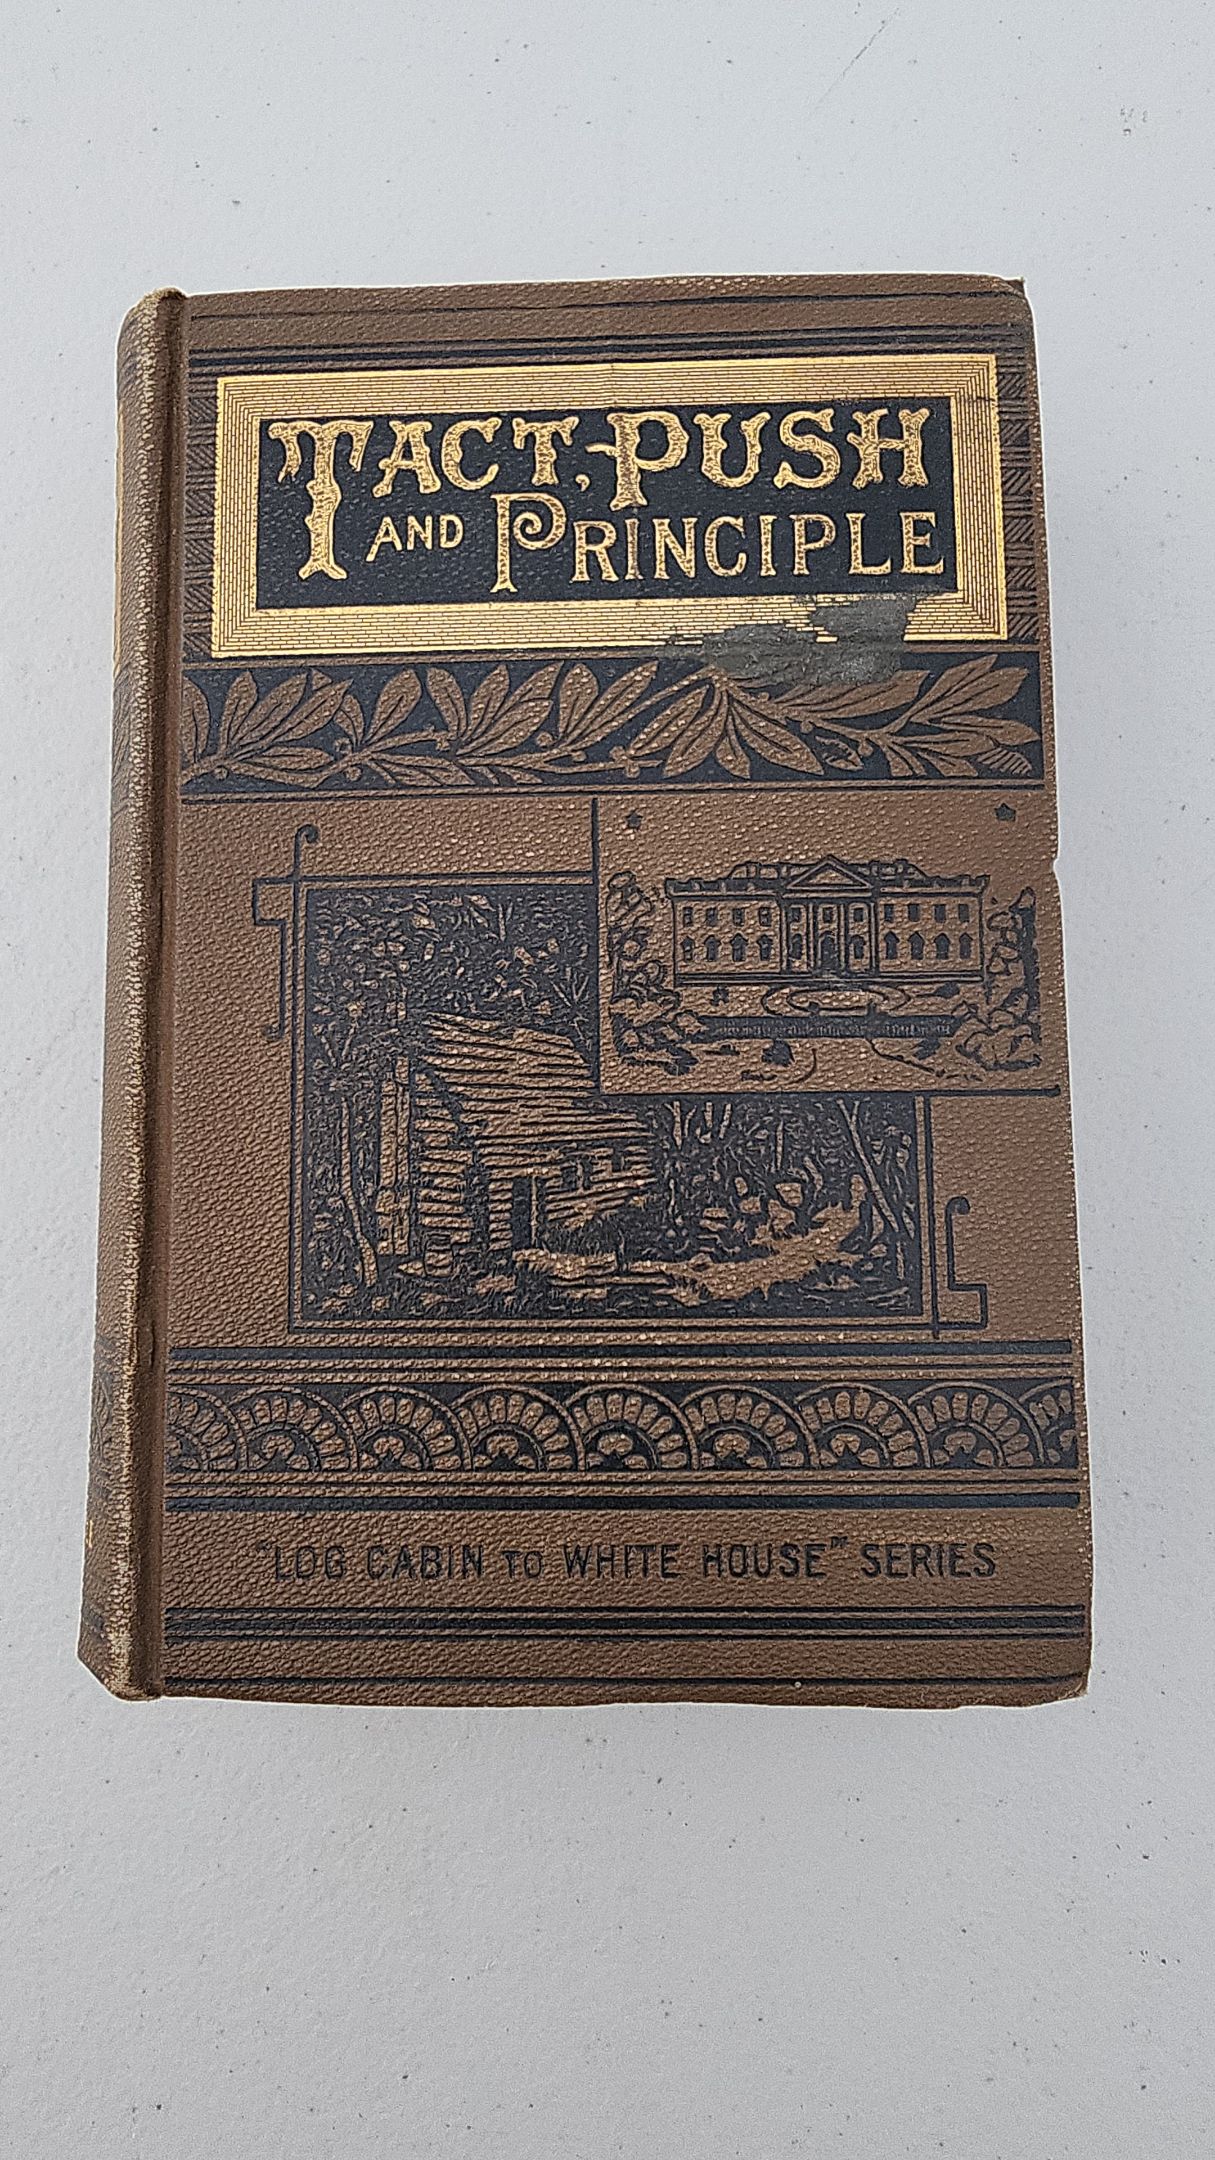 TACT, PUSH
AND PRINCIPLE
"LOG CABIN TO WHITE HOUSE" SERIES